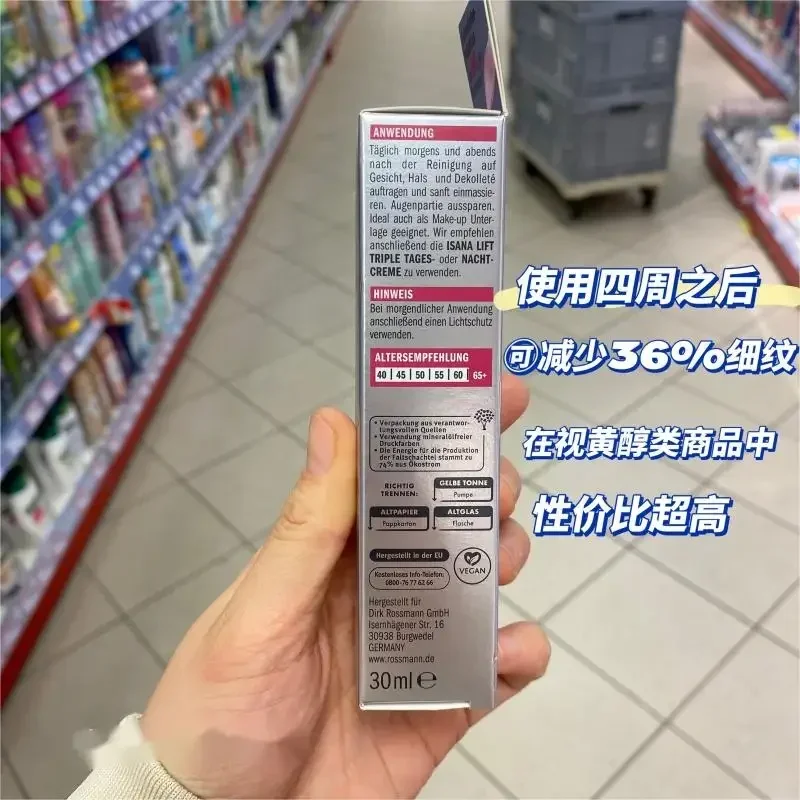 ANWENDUNG
Täglich morgens und abends
nach der Reinigung auf
Gesicht, Hals und Dekolleté
auftragen und sanft einmassie-
ren. Augenpartie aussparen.
Ideal auch als Make-up Unter-
lage geeignet. Wir empfehlen
anschließend die ISANA LIFT
TRIPLE TAGES- oder NACHT-
CREME zu verwenden.
HINWEIS
Bei morgendlicher Anwendung
anschließend einen Lichtschutz
verwenden.
ALTERSEMPFEHLUNG
40 | 45 | 50 | 55 | 60 | 65+
• Verpackung aus verantwor-
tungsvollen Quellen
• Verwendung mineralölfreier
Druckfarben
• Die Energie für die Produktion
der Faltschachtel stammt zu
74% aus Ökostrom
RICHTIG
TRENNEN:
GELBE TONNE
Pumpe
ALTPAPIER
Pappkarton
ALTGLAS
Flasche
Hergestellt in der EU
Kostenloses Info-Telefon:
0800-76 77 62 66
VEGAN
Hergestellt für
Dirk Rossmann GmbH
Isernhägener Str. 16
30938 Burgwedel
GERMANY
www.rossmann.de
30 ml ℮
使用四周之后
可减少36%细纹
在视黄醇类商品中
性价比超高